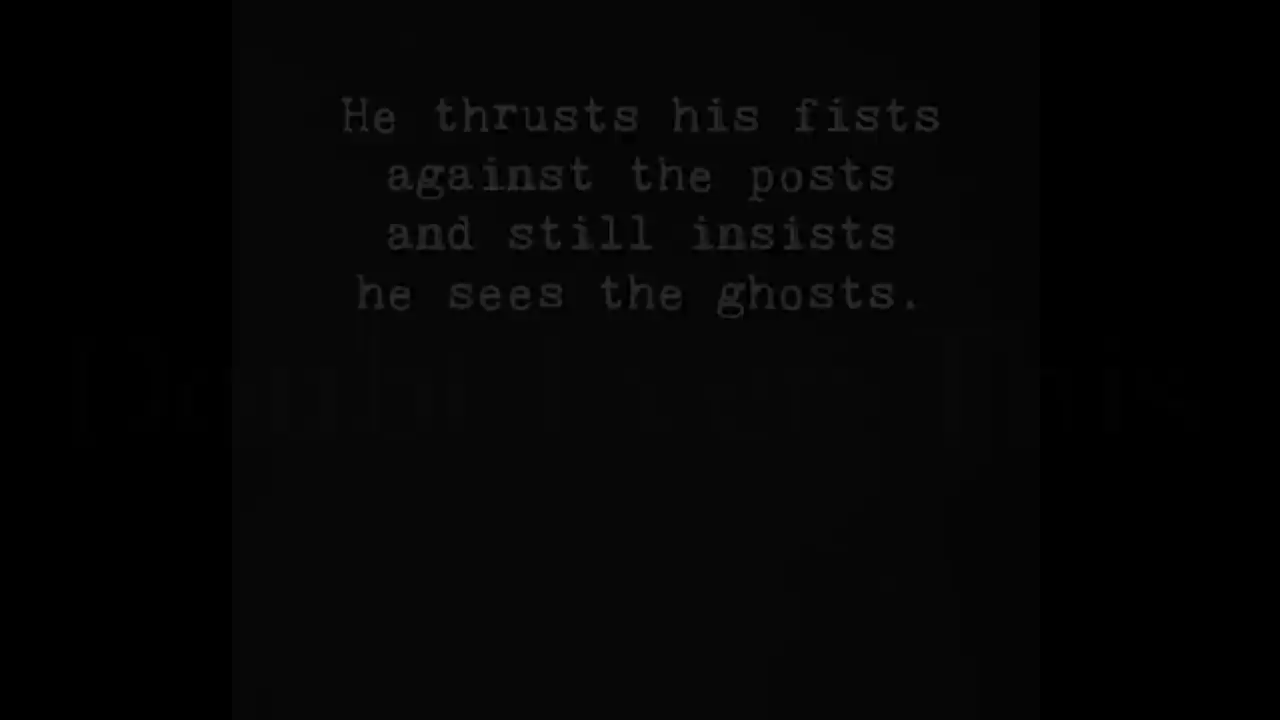 He thrusts his fists
against the posts
and still insists
he sees the ghosts.